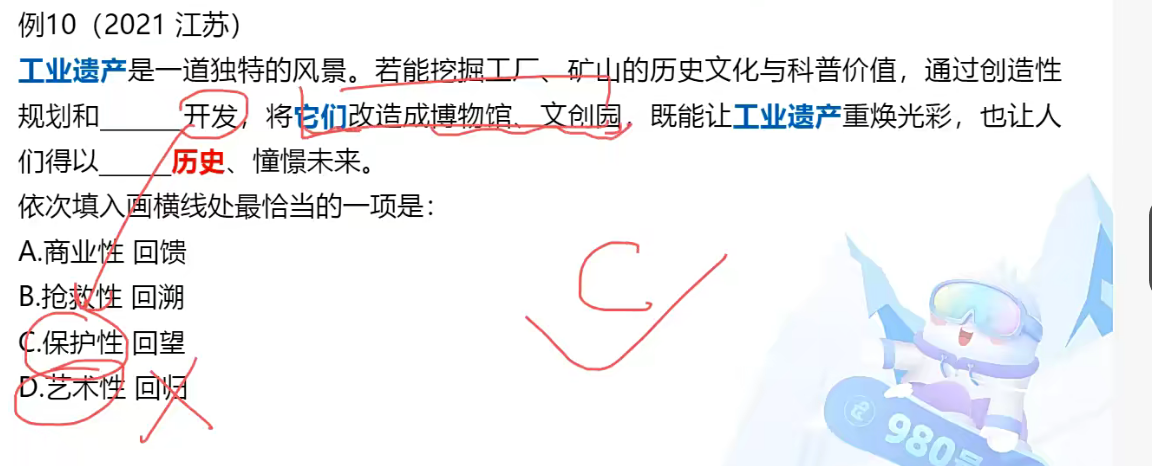 例10（2021 江苏）
工业遗产是一道独特的风景。若能挖掘工厂、矿山的历史文化与科普价值，通过创造性
规划和______开发，将它们改造成博物馆、文创园，既能让工业遗产重焕光彩，也让人
们得以______历史、憧憬未来。
依次填入画横线处最恰当的一项是：
A.商业性 回馈
B.抢救性 回溯
C.保护性 回望
D.艺术性 回归
C
980